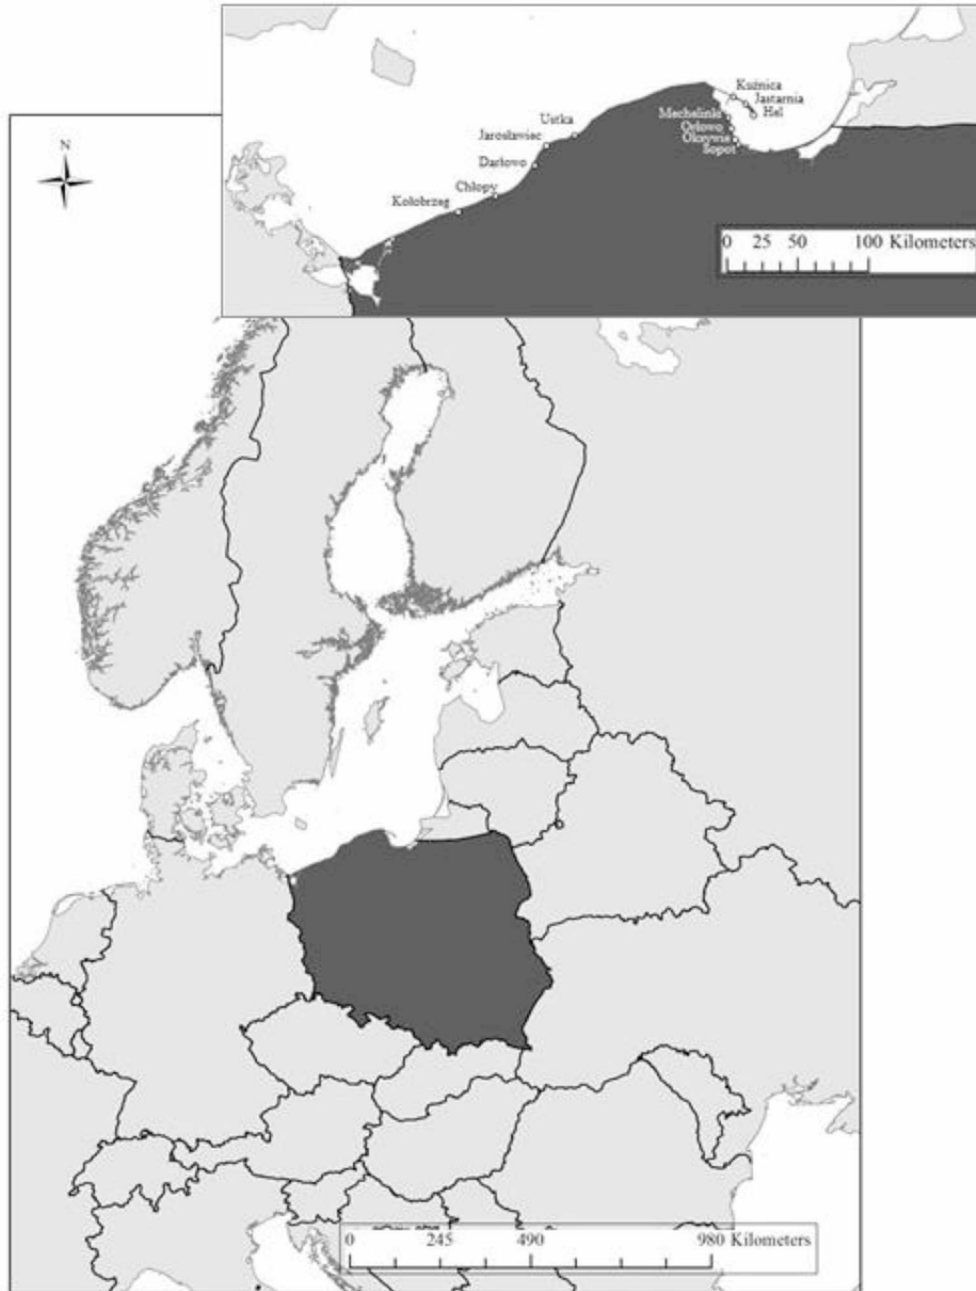 Kuźnica
Jastarnia
Hel
Mechelinki
Orłowo
Oksywie
Sopot
Ustka
Jarosławiec
Darłowo
Chłopy
Kołobrzeg
0 25 50 100 Kilometers
N
0 245 490 980 Kilometers